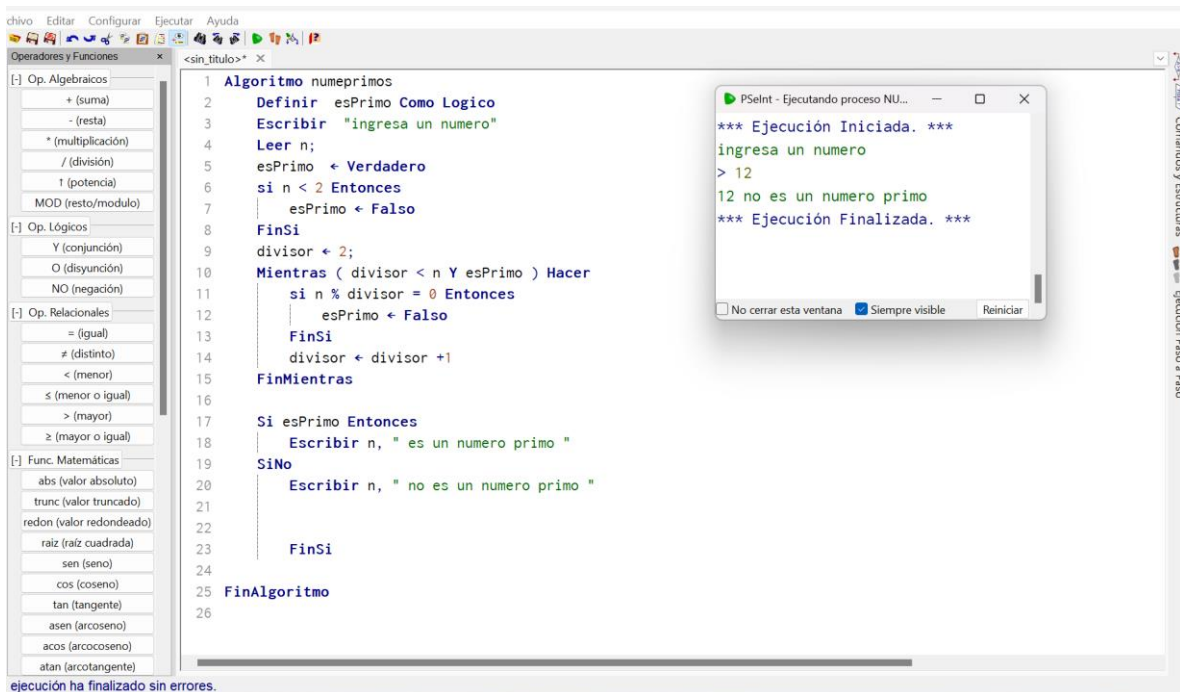 chivo Editar Configurar Ejecutar Ayuda
Operadores y Funciones ×
<sin_titulo>* ×
[-] Op. Algebraicos
+ (suma)
- (resta)
* (multiplicación)
/ (división)
↑ (potencia)
MOD (resto/modulo)
[-] Op. Lógicos
Y (conjunción)
O (disyunción)
NO (negación)
[-] Op. Relacionales
= (igual)
≠ (distinto)
< (menor)
≤ (menor o igual)
> (mayor)
≥ (mayor o igual)
[-] Func. Matemáticas
abs (valor absoluto)
trunc (valor truncado)
redon (valor redondeado)
raiz (raíz cuadrada)
sen (seno)
cos (coseno)
tan (tangente)
asen (arcoseno)
acos (arcocoseno)
atan (arcotangente)
1 Algoritmo numeprimos
2 Definir esPrimo Como Logico
3 Escribir "ingresa un numero"
4 Leer n;
5 esPrimo ← Verdadero
6 si n < 2 Entonces
7 esPrimo ← Falso
8 FinSi
9 divisor ← 2;
10 Mientras ( divisor < n Y esPrimo ) Hacer
11 si n % divisor = 0 Entonces
12 esPrimo ← Falso
13 FinSi
14 divisor ← divisor +1
15 FinMientras
16
17 Si esPrimo Entonces
18 Escribir n, " es un numero primo "
19 SiNo
20 Escribir n, " no es un numero primo "
21
22
23 FinSi
24
25 FinAlgoritmo
26
PSeInt - Ejecutando proceso NU...
*** Ejecución Iniciada. ***
ingresa un numero
> 12
12 no es un numero primo
*** Ejecución Finalizada. ***
No cerrar esta ventana Siempre visible Reiniciar
Comandos y Estructuras
Ejecución Paso a Paso
ejecución ha finalizado sin errores.